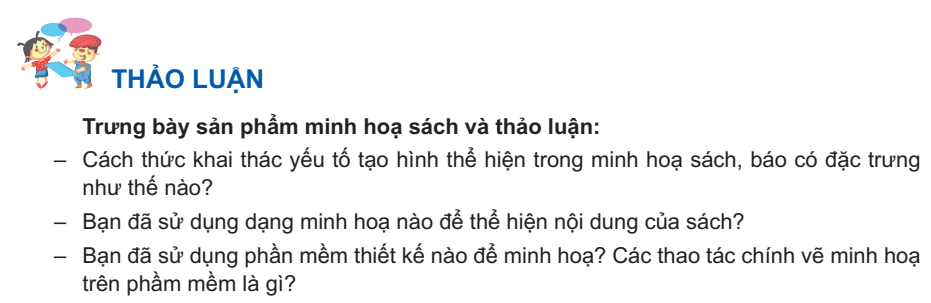 THẢO LUẬN
Trưng bày sản phẩm minh hoạ sách và thảo luận:
– Cách thức khai thác yếu tố tạo hình thể hiện trong minh hoạ sách, báo có đặc trưng
như thế nào?
– Bạn đã sử dụng dạng minh hoạ nào để thể hiện nội dung của sách?
– Bạn đã sử dụng phần mềm thiết kế nào để minh hoạ? Các thao tác chính vẽ minh hoạ
trên phầm mềm là gì?